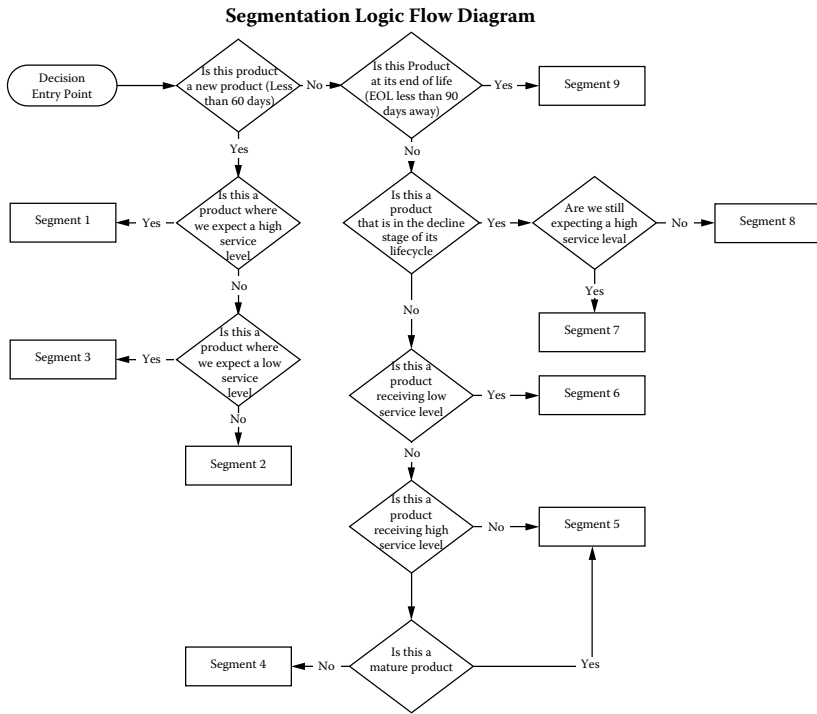 Segmentation Logic Flow Diagram
Decision
Entry Point
Is this product
a new product (Less
than 60 days)
No
Is this Product
at its end of life
(EOL less than 90
days away)
Yes
Segment 9
Yes
No
Segment 1
Yes
Is this a
product where
we expect a high
service
level
Is this a
product
that is in the decline
stage of its
lifecycle
Yes
Are we still
expecting a high
service leval
No
Segment 8
No
No
Yes
Segment 7
Segment 3
Yes
Is this a
product where
we expect a low
service
level
Is this a
product
receiving low
service level
Yes
Segment 6
No
Segment 2
No
Is this a
product
receiving high
service level
No
Segment 5
Segment 4
No
Is this a
mature product
Yes